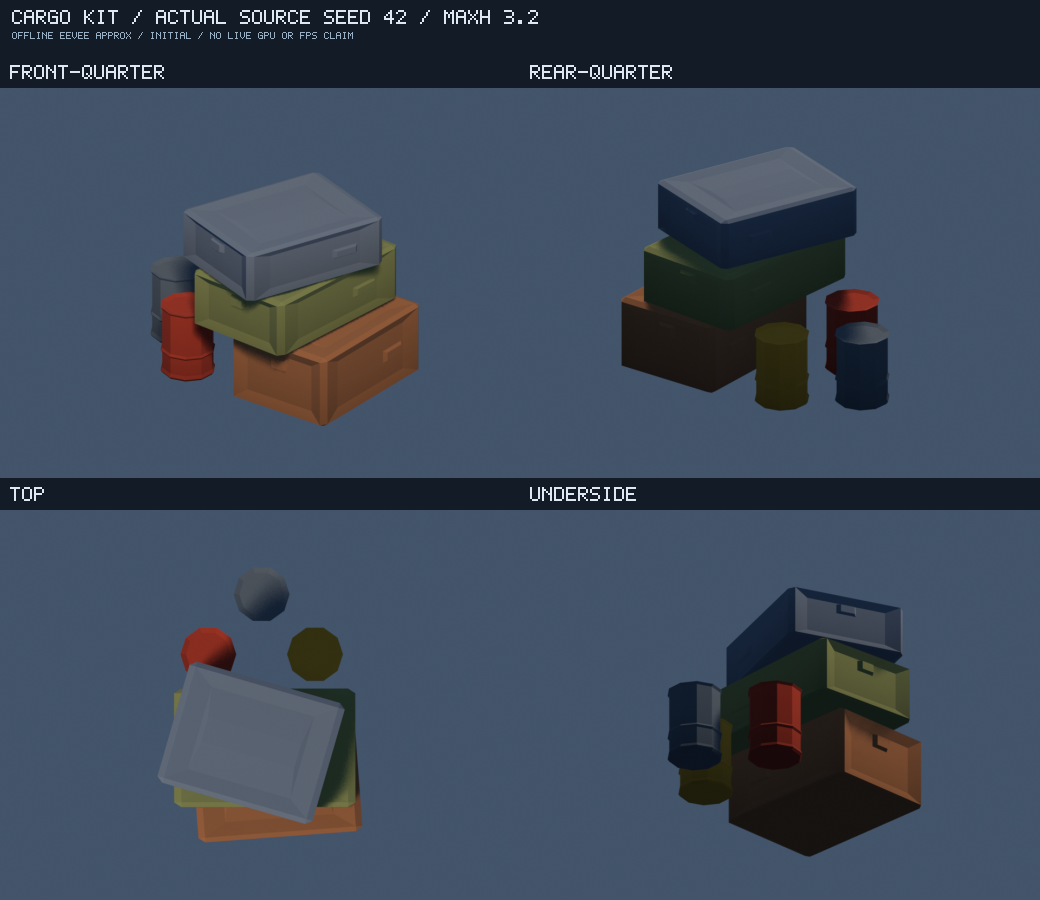 CARGO KIT / ACTUAL SOURCE SEED 42 / MAXH 3.2
OFFLINE EEVEE APPROX / INITIAL / NO LIVE GPU OR FPS CLAIM
FRONT-QUARTER
REAR-QUARTER
TOP
UNDERSIDE